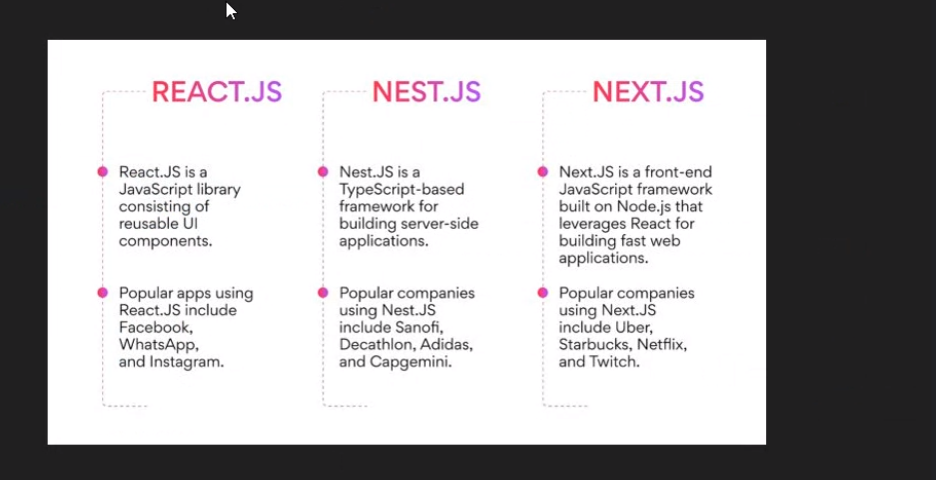 REACT.JS
React.JS is a
JavaScript library
consisting of
reusable UI
components.
Popular apps using
React.JS include
Facebook,
WhatsApp,
and Instagram.
NEST.JS
Nest.JS is a
TypeScript-based
framework for
building server-side
applications.
Popular companies
using Nest.JS
include Sanofi,
Decathlon, Adidas,
and Capgemini.
NEXT.JS
Next.JS is a front-end
JavaScript framework
built on Node.js that
leverages React for
building fast web
applications.
Popular companies
using Next.JS
include Uber,
Starbucks, Netflix,
and Twitch.